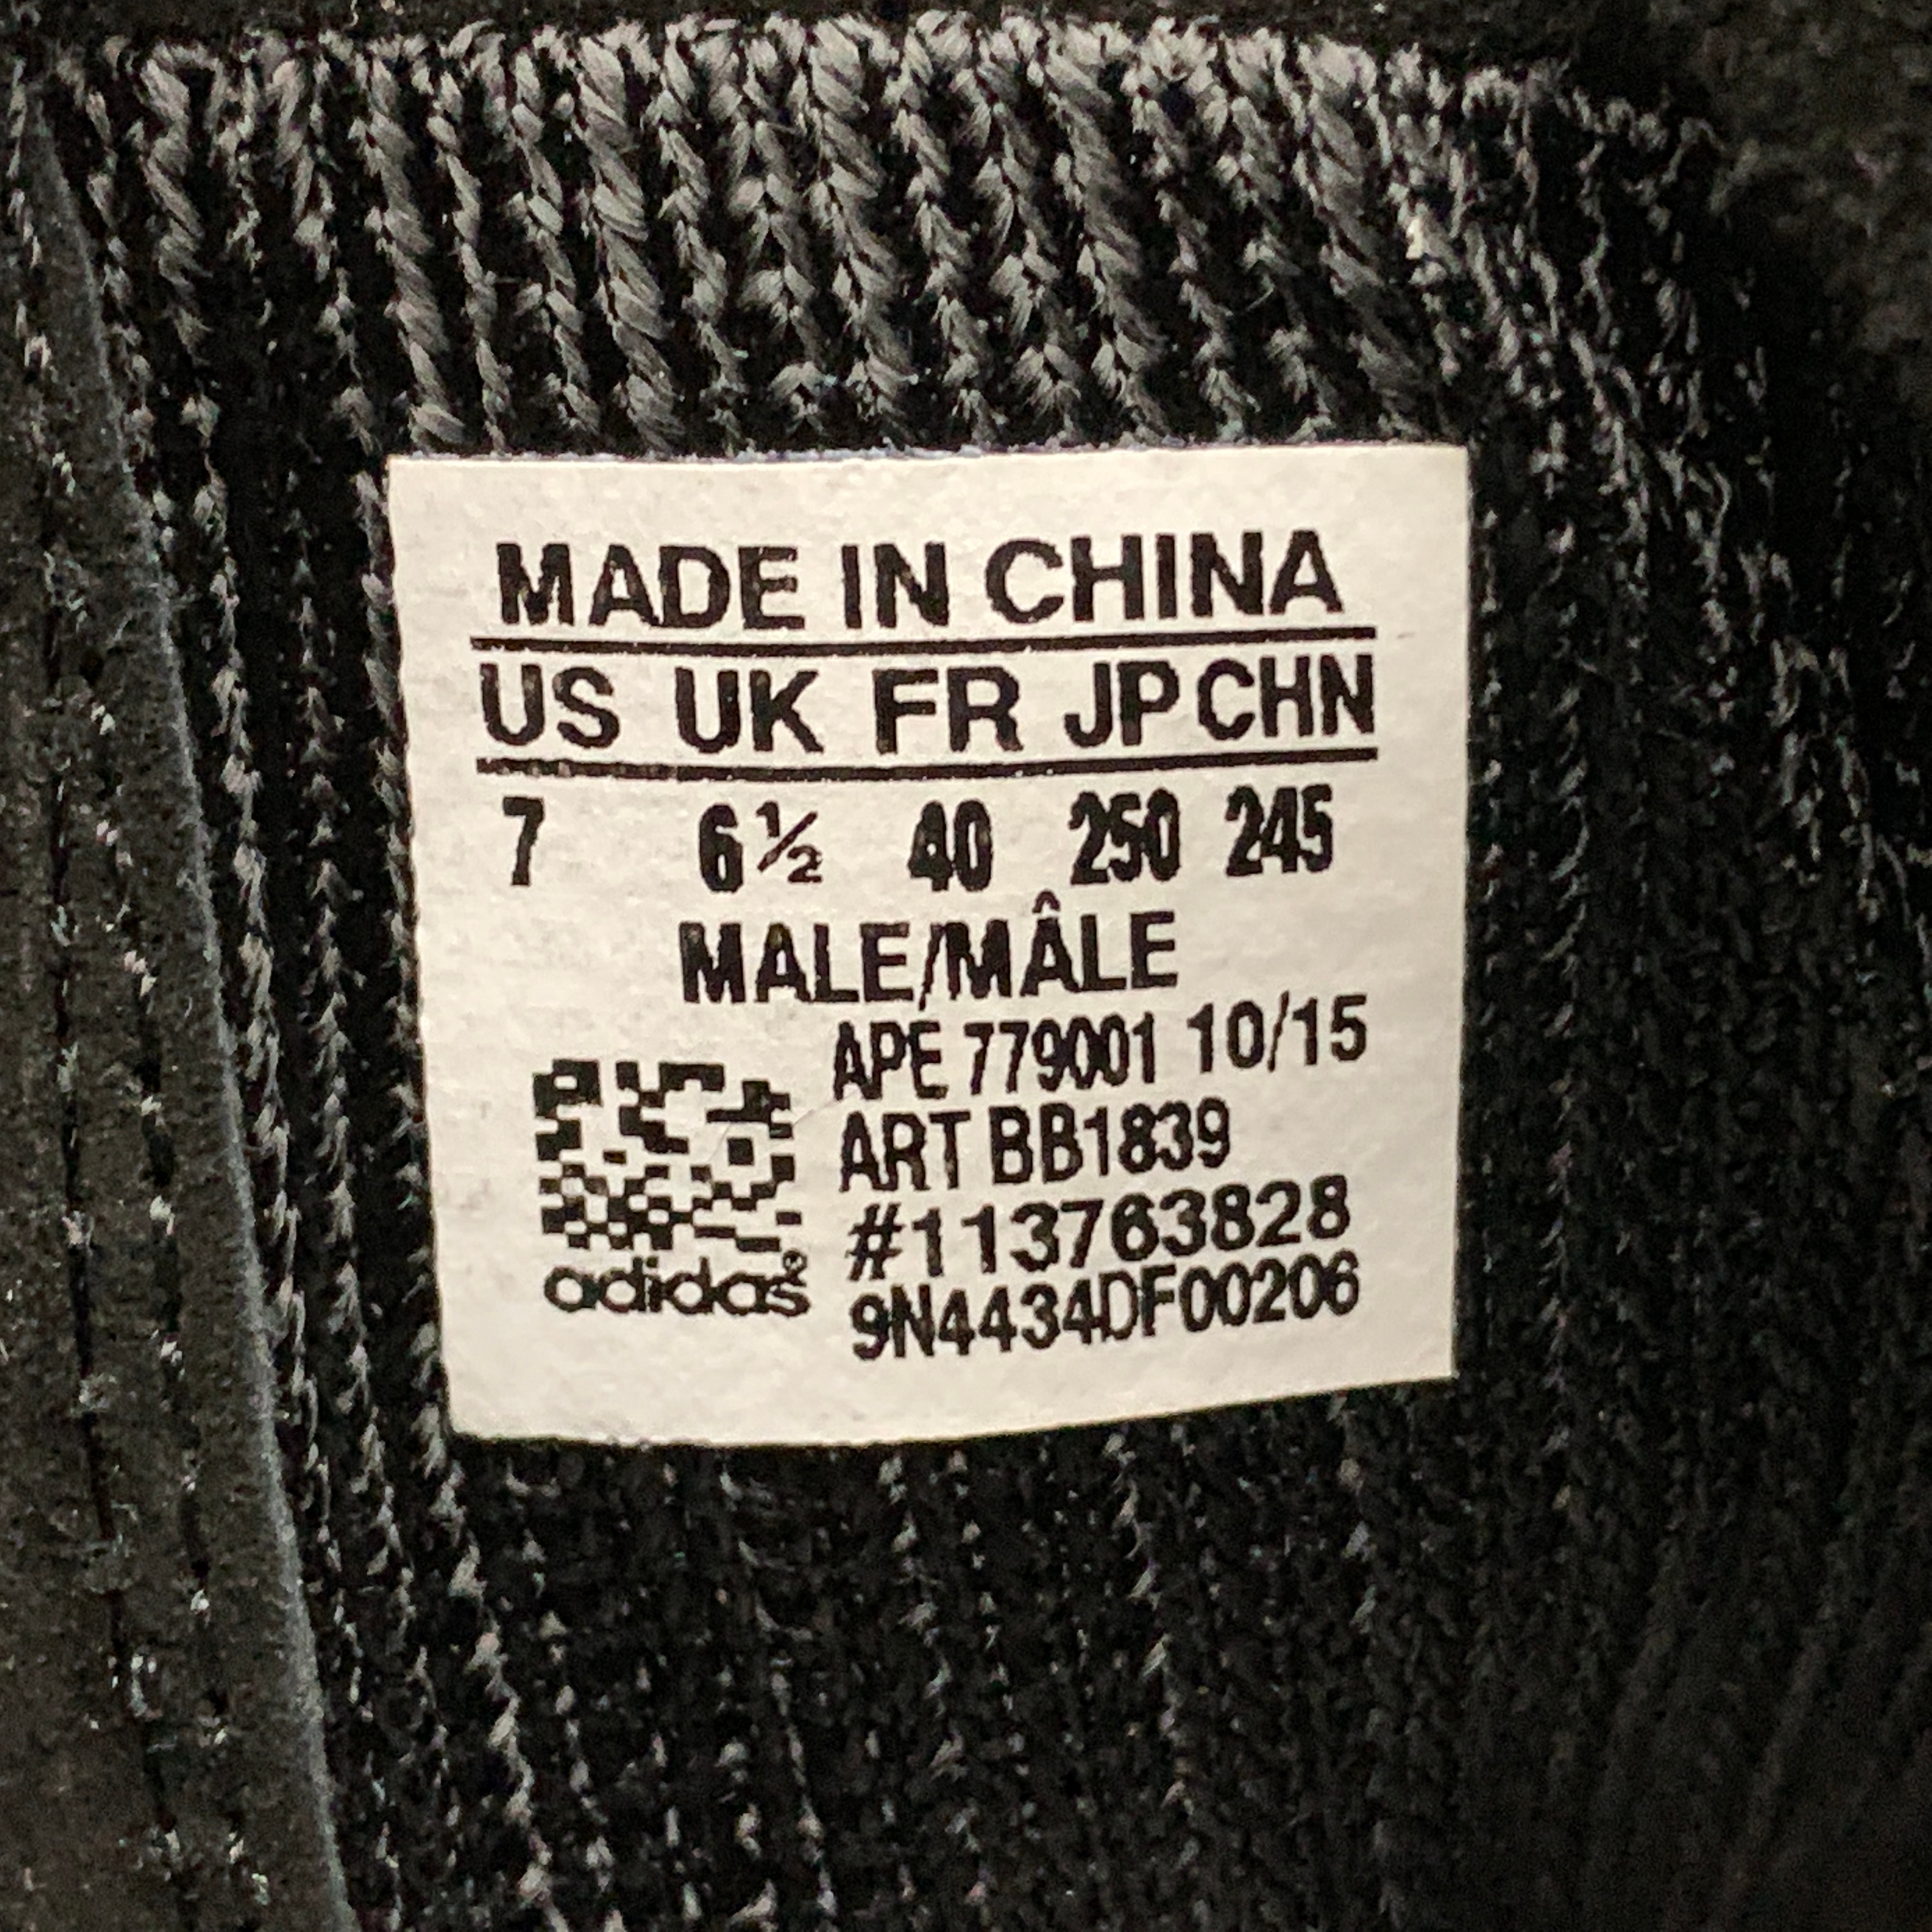 MADE IN CHINA
US UK FR JP CHN
7 6½ 40 250 245
MALE/MÂLE
APE 779001 10/15
ART BB1839
#113763828
9N4434DF00206
adidas®